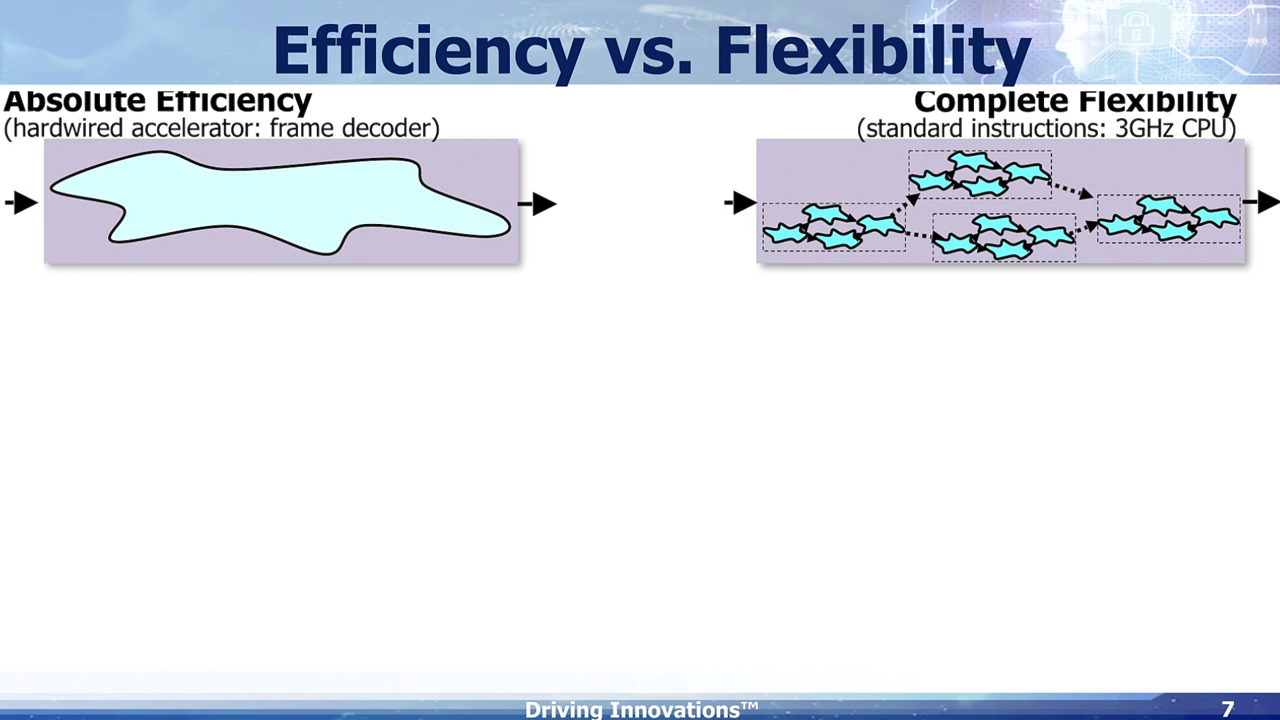 Efficiency vs. Flexibility
Absolute Efficiency
(hardwired accelerator: frame decoder)
Complete Flexibility
(standard instructions: 3GHz CPU)
Driving Innovations™
7